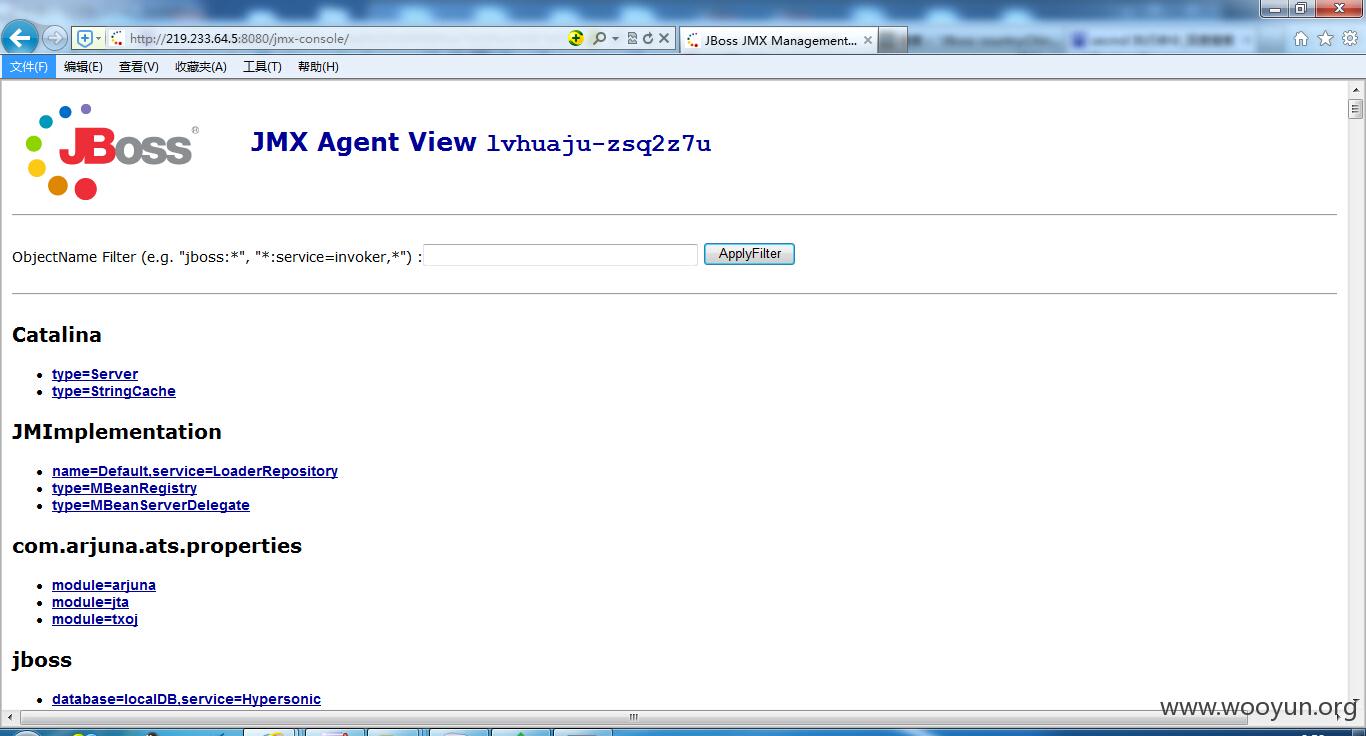 http://219.233.64.5:8080/jmx-console/
JBoss JMX Management...
文件(F) 编辑(E) 查看(V) 收藏夹(A) 工具(T) 帮助(H)
JBoss®
JMX Agent View lvhuaju-zsq2z7u
ObjectName Filter (e.g. "jboss:*", "*:service=invoker,*") : ApplyFilter
Catalina
type=Server
type=StringCache
JMImplementation
name=Default,service=LoaderRepository
type=MBeanRegistry
type=MBeanServerDelegate
com.arjuna.ats.properties
module=arjuna
module=jta
module=txoj
jboss
database=localDB,service=Hypersonic
www.wooyun.org